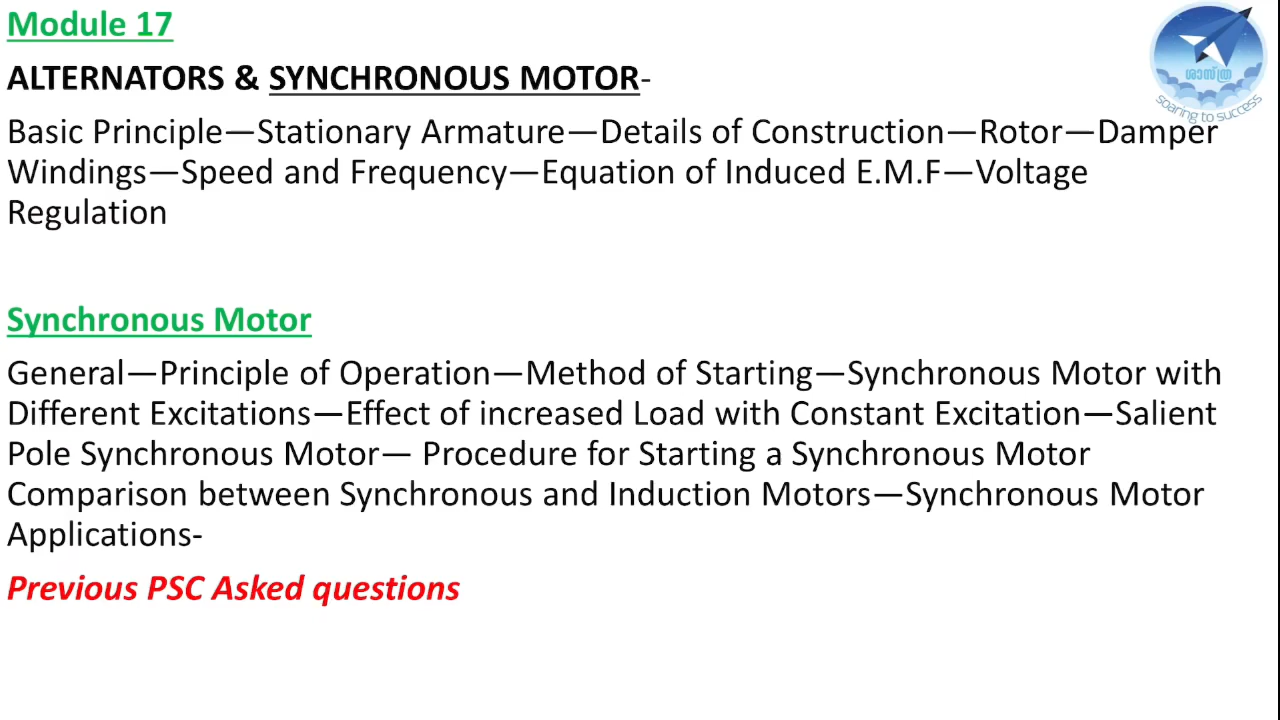 Module 17
ALTERNATORS & SYNCHRONOUS MOTOR-
Basic Principle—Stationary Armature—Details of Construction—Rotor—Damper
Windings—Speed and Frequency—Equation of Induced E.M.F—Voltage
Regulation
Synchronous Motor
General—Principle of Operation—Method of Starting—Synchronous Motor with
Different Excitations—Effect of increased Load with Constant Excitation—Salient
Pole Synchronous Motor— Procedure for Starting a Synchronous Motor
Comparison between Synchronous and Induction Motors—Synchronous Motor
Applications-
Previous PSC Asked questions
ശാസ്ത്ര
soaring to success